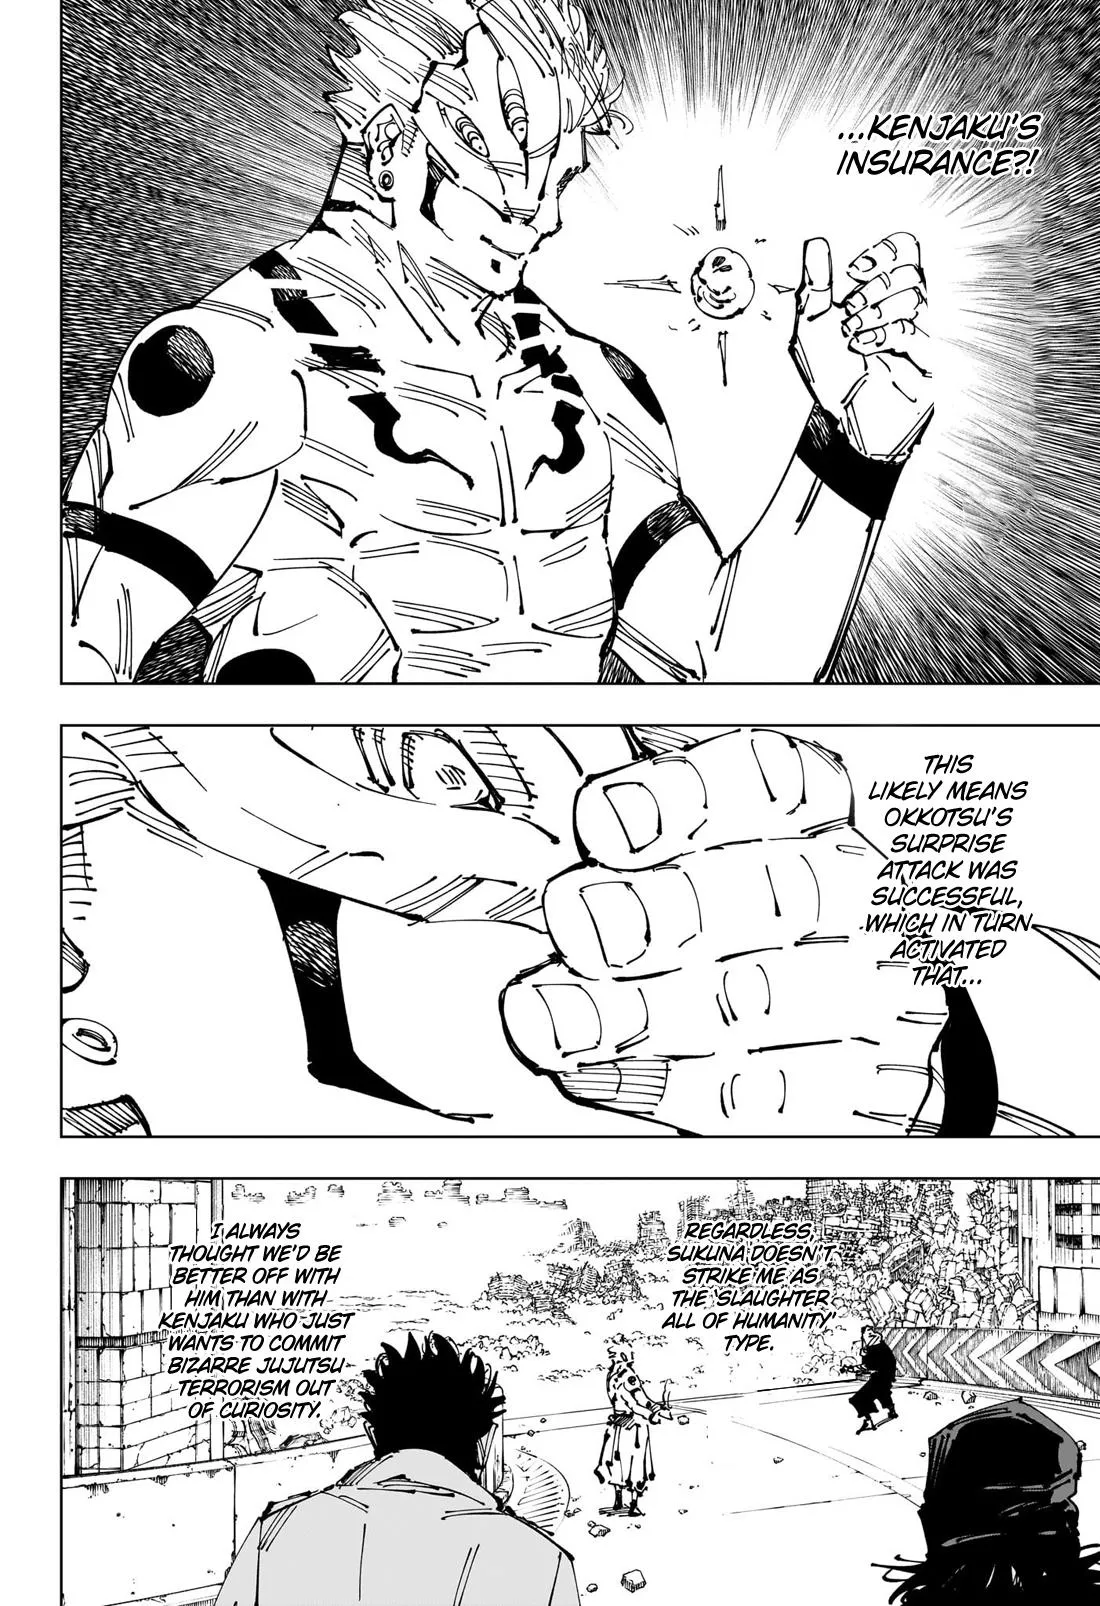 ...KENJAKU'S
INSURANCE?!
THIS
LIKELY MEANS
OKKOTSU'S
SURPRISE
ATTACK WAS
SUCCESSFUL,
WHICH IN TURN
ACTIVATED
THAT...
REGARDLESS,
SUKUNA DOESN'T
STRIKE ME AS
THE 'SLAUGHTER
ALL OF HUMANITY'
TYPE.
I ALWAYS
THOUGHT WE'D BE
BETTER OFF WITH
HIM THAN WITH
KENJAKU WHO JUST
WANTS TO COMMIT
BIZARRE JUJUTSU
TERRORISM OUT
OF CURIOSITY.